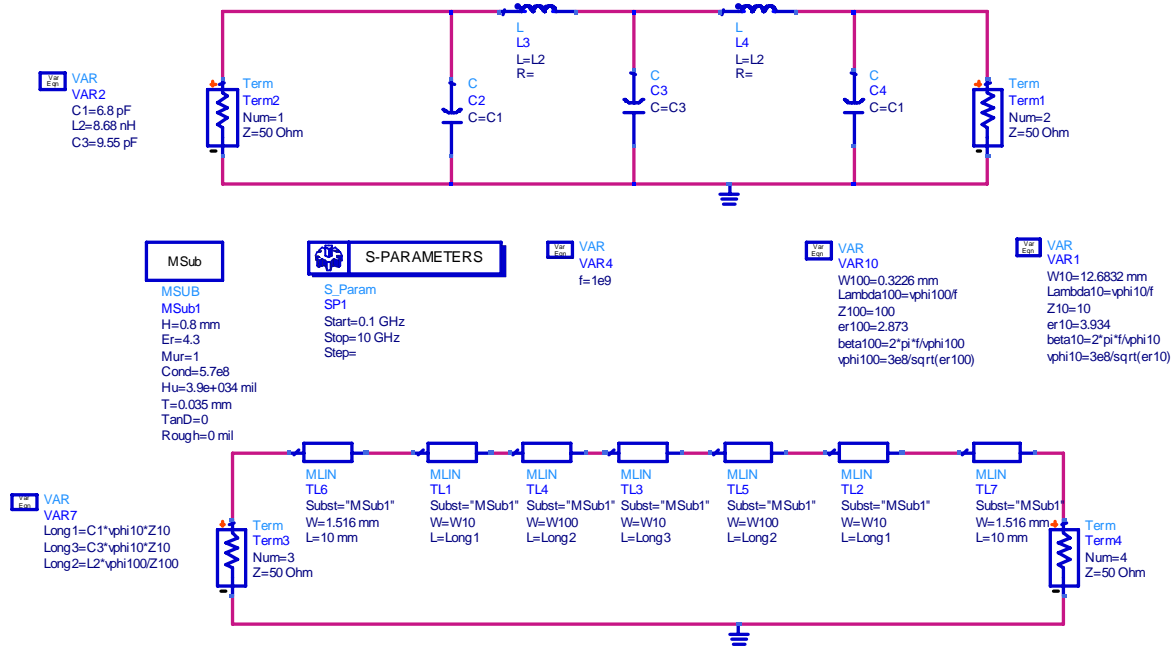 L
L3
L=L2
R=
L
L4
L=L2
R=
Var
Eqn
VAR
VAR2
C1=6.8 pF
L2=8.68 nH
C3=9.55 pF
Term
Term2
Num=1
Z=50 Ohm
C
C2
C=C1
C
C3
C=C3
C
C4
C=C1
Term
Term1
Num=2
Z=50 Ohm
MSub
MSUB
MSub1
H=0.8 mm
Er=4.3
Mur=1
Cond=5.7e8
Hu=3.9e+034 mil
T=0.035 mm
TanD=0
Rough=0 mil
S-PARAMETERS
S_Param
SP1
Start=0.1 GHz
Stop=10 GHz
Step=
Var
Eqn
VAR
VAR4
f=1e9
Var
Eqn
VAR
VAR10
W100=0.3226 mm
Lambda100=vphi100/f
Z100=100
er100=2.873
beta100=2*pi*f/vphi100
vphi100=3e8/sqrt(er100)
Var
Eqn
VAR
VAR1
W10=12.6832 mm
Lambda10=vphi10/f
Z10=10
er10=3.934
beta10=2*pi*f/vphi10
vphi10=3e8/sqrt(er10)
Var
Eqn
VAR
VAR7
Long1=C1*vphi10*Z10
Long3=C3*vphi10*Z10
Long2=L2*vphi100/Z100
Term
Term3
Num=3
Z=50 Ohm
MLIN
TL6
Subst="MSub1"
W=1.516 mm
L=10 mm
MLIN
TL1
Subst="MSub1"
W=W10
L=Long1
MLIN
TL4
Subst="MSub1"
W=W100
L=Long2
MLIN
TL3
Subst="MSub1"
W=W10
L=Long3
MLIN
TL5
Subst="MSub1"
W=W100
L=Long2
MLIN
TL2
Subst="MSub1"
W=W10
L=Long1
MLIN
TL7
Subst="MSub1"
W=1.516 mm
L=10 mm
Term
Term4
Num=4
Z=50 Ohm